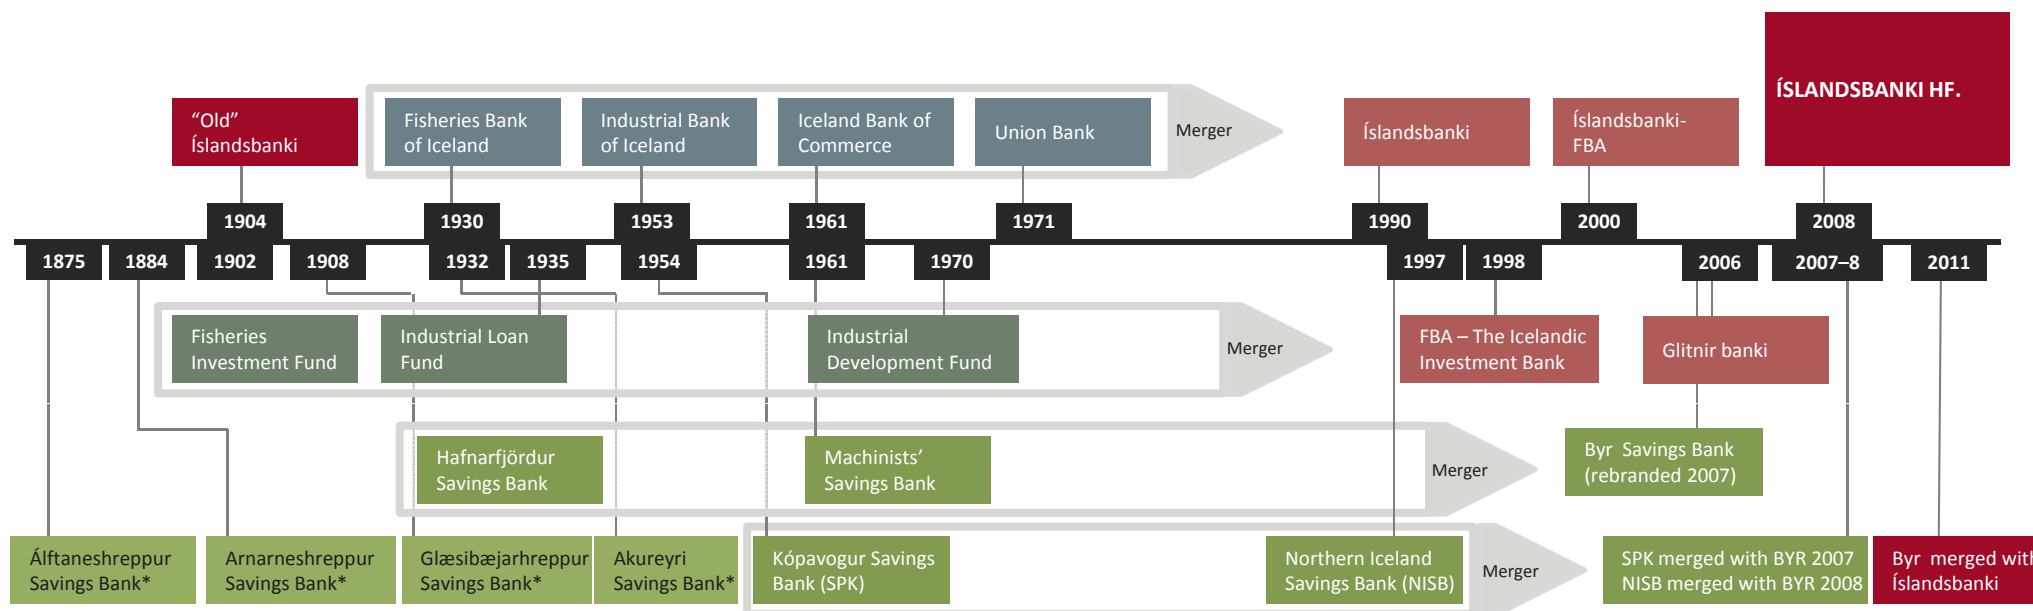 ÍSLANDSBANKI HF.
“Old”
Íslandsbanki
Fisheries Bank
of Iceland
Industrial Bank
of Iceland
Iceland Bank of
Commerce
Union Bank
Merger
Íslandsbanki
Íslandsbanki-
FBA
1904
1930
1953
1961
1971
1990
2000
2008
1875
1884
1902
1908
1932
1935
1954
1961
1970
1997
1998
2006
2007–8
2011
Fisheries
Investment Fund
Industrial Loan
Fund
Industrial
Development Fund
Merger
FBA – The Icelandic
Investment Bank
Glitnir banki
Hafnarfjördur
Savings Bank
Machinists’
Savings Bank
Merger
Byr Savings Bank
(rebranded 2007)
Álftaneshreppur
Savings Bank*
Arnarneshreppur
Savings Bank*
Glæsibæjarhreppur
Savings Bank*
Akureyri
Savings Bank*
Kópavogur Savings
Bank (SPK)
Northern Iceland
Savings Bank (NISB)
Merger
SPK merged with BYR 2007
NISB merged with BYR 2008
Byr merged with
Íslandsbanki